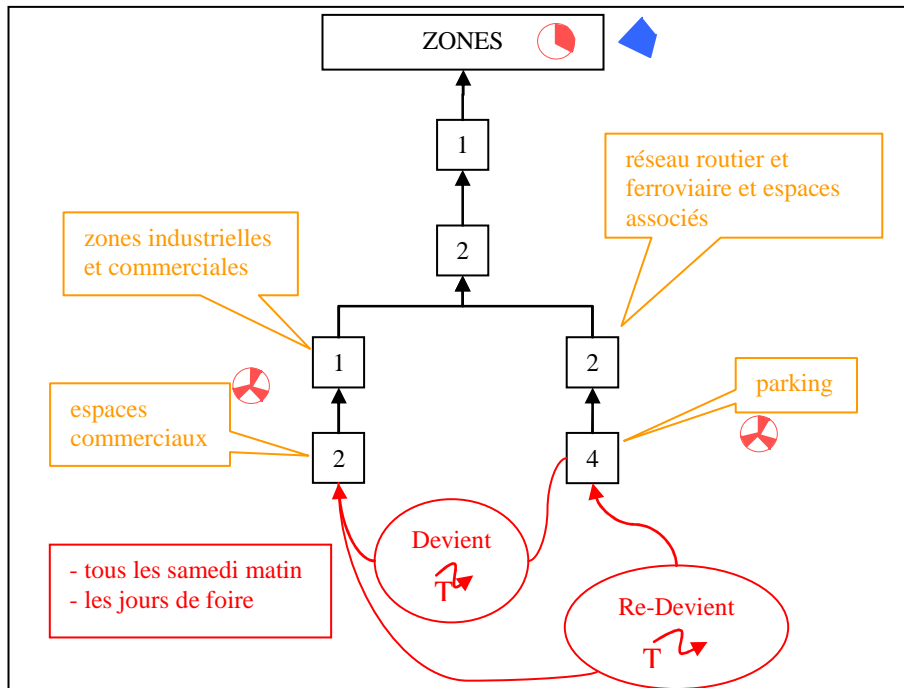 ZONES
1
réseau routier et
ferroviaire et espaces
associés
zones industrielles
et commerciales
2
1
2
parking
espaces
commerciaux
2
4
Devient
T
- tous les samedi matin
- les jours de foire
Re-Devient
T